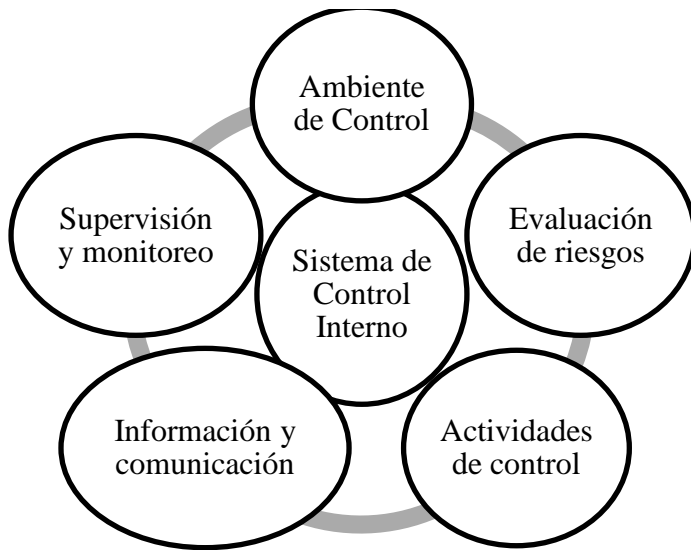 Ambiente
de Control
Evaluación
de riesgos
Actividades
de control
Información y
comunicación
Supervisión
y monitoreo
Sistema de
Control
Interno